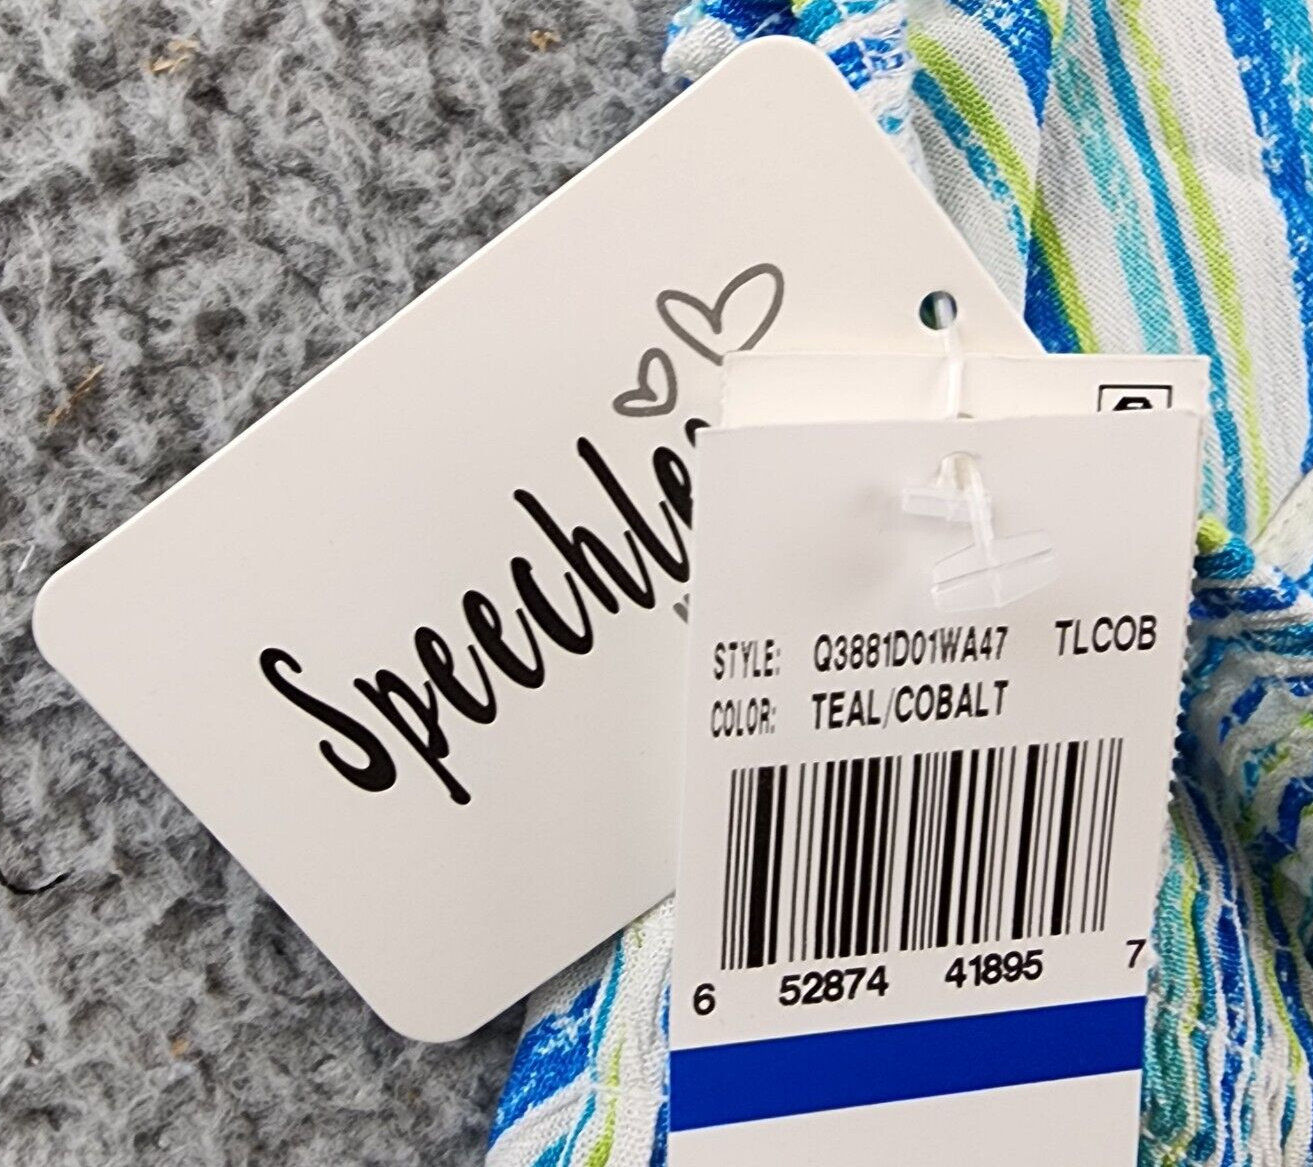 Speechle
STYLE: Q3881D01WA47 TLCOB
COLOR: TEAL/COBALT
6 52874 41895 7